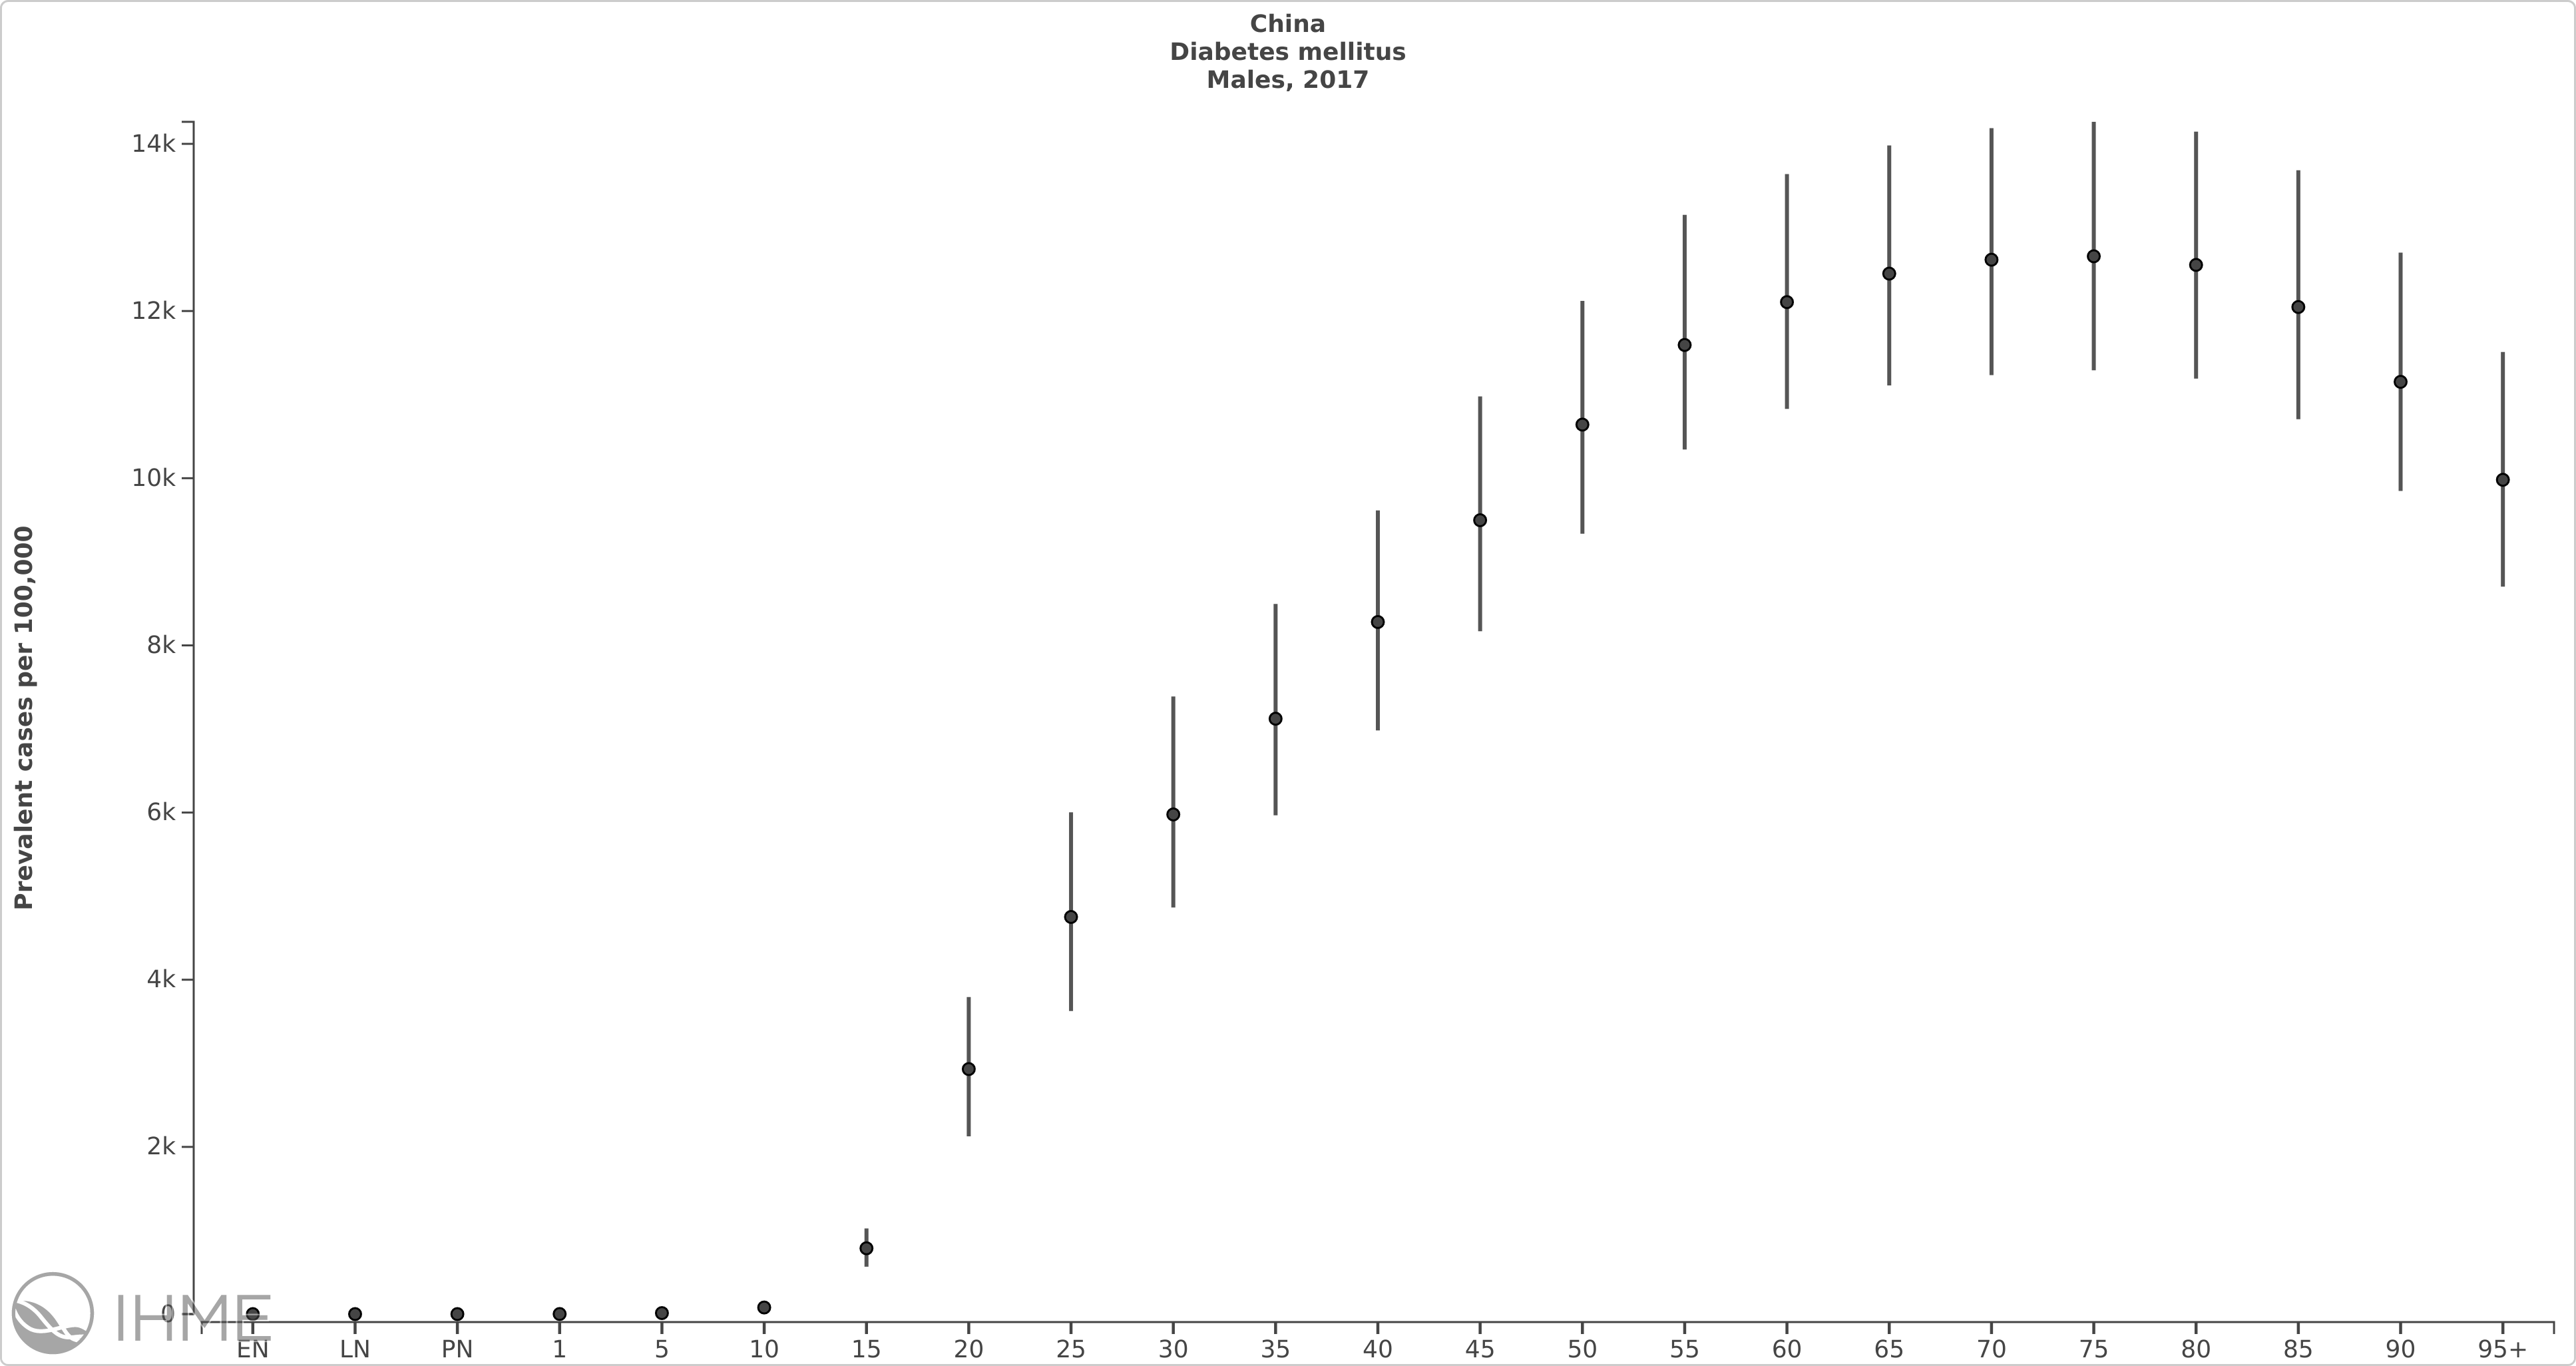 China
Diabetes mellitus
Males, 2017
Prevalent cases per 100,000
14k
12k
10k
8k
6k
4k
2k
0
IHME
EN LN PN 1 5 10 15 20 25 30 35 40 45 50 55 60 65 70 75 80 85 90 95+